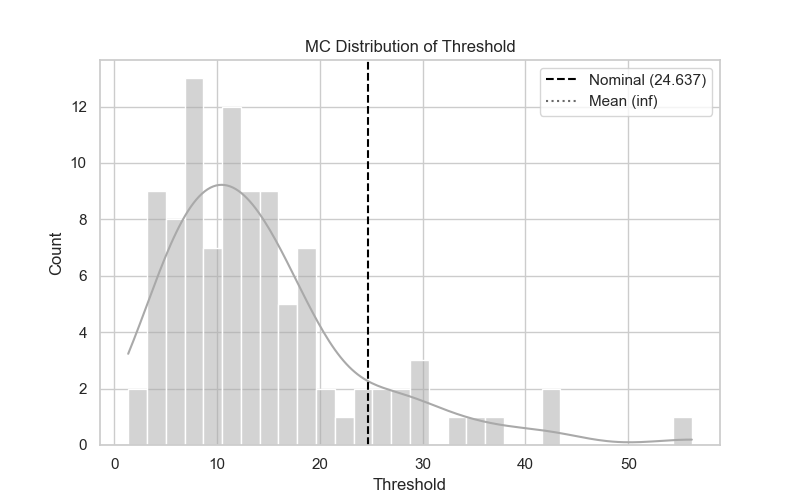 MC Distribution of Threshold
Nominal (24.637)
Mean (inf)
Count
12
10
8
6
4
2
0
0 10 20 30 40 50
Threshold